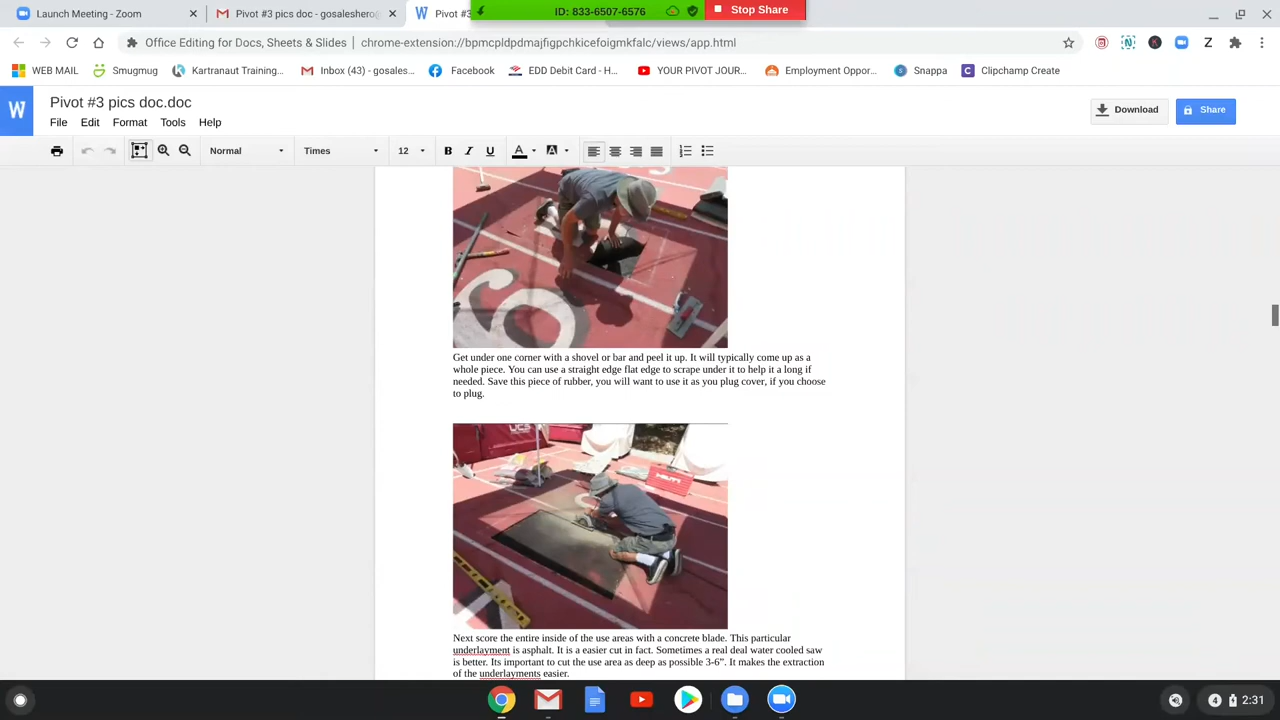 Launch Meeting - Zoom
Pivot #3 pics doc - gosaleshero@g
Pivot #3
ID: 833-6507-6576
Stop Share
Office Editing for Docs, Sheets & Slides | chrome-extension://bpmcpldpdmajfigpchkicefoigmkfalc/views/app.html
WEB MAIL
Smugmug
Kartranaut Training...
Inbox (43) - gosales...
Facebook
EDD Debit Card - H...
YOUR PIVOT JOUR...
Employment Oppor...
Snappa
Clipchamp Create
Pivot #3 pics doc.doc
File Edit Format Tools Help
Download
Share
Normal
Times
12
B I U A A
Get under one corner with a shovel or bar and peel it up. It will typically come up as a
whole piece. You can use a straight edge flat edge to scrape under it to help it a long if
needed. Save this piece of rubber, you will want to use it as you plug cover, if you choose
to plug.
HILTI
Next score the entire inside of the use areas with a concrete blade. This particular
underlayment is asphalt. It is a easier cut in fact. Sometimes a real deal water cooled saw
is better. Its important to cut the use area as deep as possible 3-6". It makes the extraction
of the underlayments easier.
4
2:31